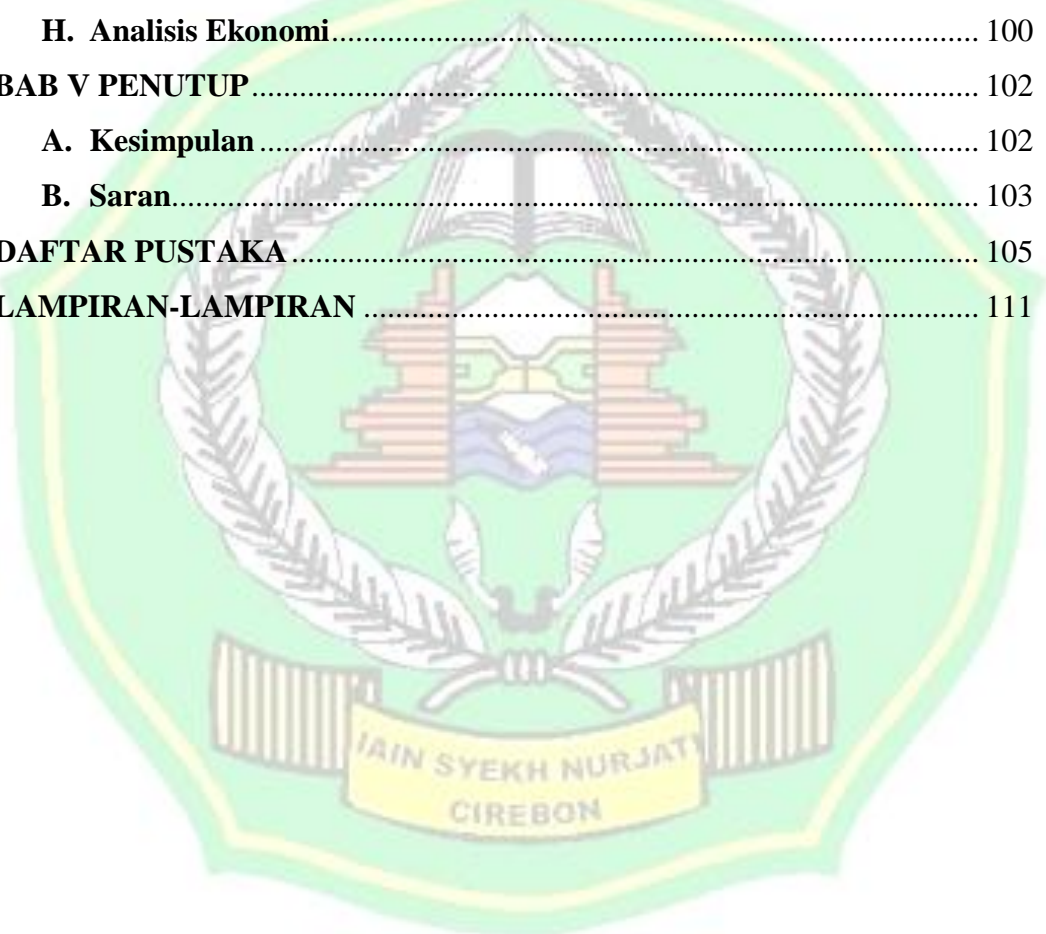 H. Analisis Ekonomi........................................................................ 100
BAB V PENUTUP............................................................................ 102
A. Kesimpulan ........................................................................ 102
B. Saran........................................................................ 103
DAFTAR PUSTAKA........................................................................ 105
LAMPIRAN-LAMPIRAN ........................................................................ 111
IAIN SYEKH NURJATI
CIREBON